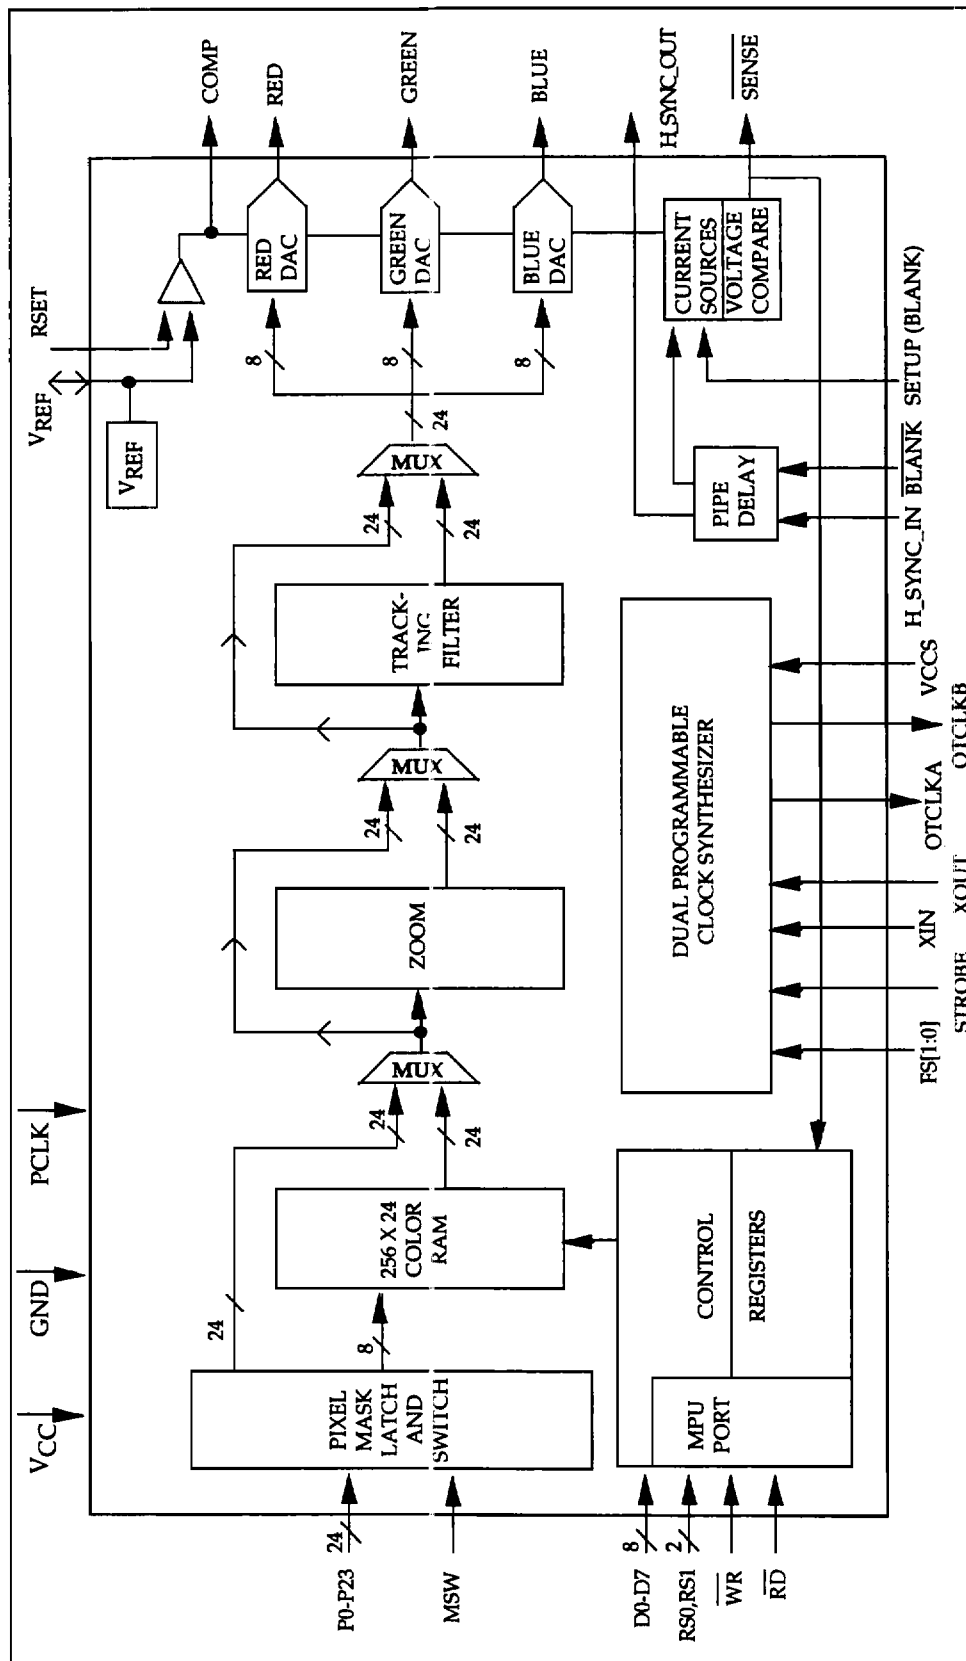 VCC
GND
PCLK
VREF
RSET
VREF
COMP
RED
GREEN
BLUE
H_SYNC_OUT
SENSE
P0-P23
24
MSW
PIXEL
MASK
LATCH
AND
SWITCH
24
8
256 X 24
COLOR
RAM
24
24
MUX
ZOOM
24
24
MUX
TRACK-
ING
FILTER
24
24
MUX
24
8
8
8
RED
DAC
GREEN
DAC
BLUE
DAC
CURRENT
SOURCES
VOLTAGE
COMPARE
PIPE
DELAY
DUAL PROGRAMMABLE
CLOCK SYNTHESIZER
CONTROL
REGISTERS
MPU
PORT
D0-D7
8
RS0,RS1
2
WR
RD
FS[1:0]
STROBE
XIN
XOUT
OTCLKA
OTCLKB
VCCS
H_SYNC_IN
BLANK
SETUP (BLANK)